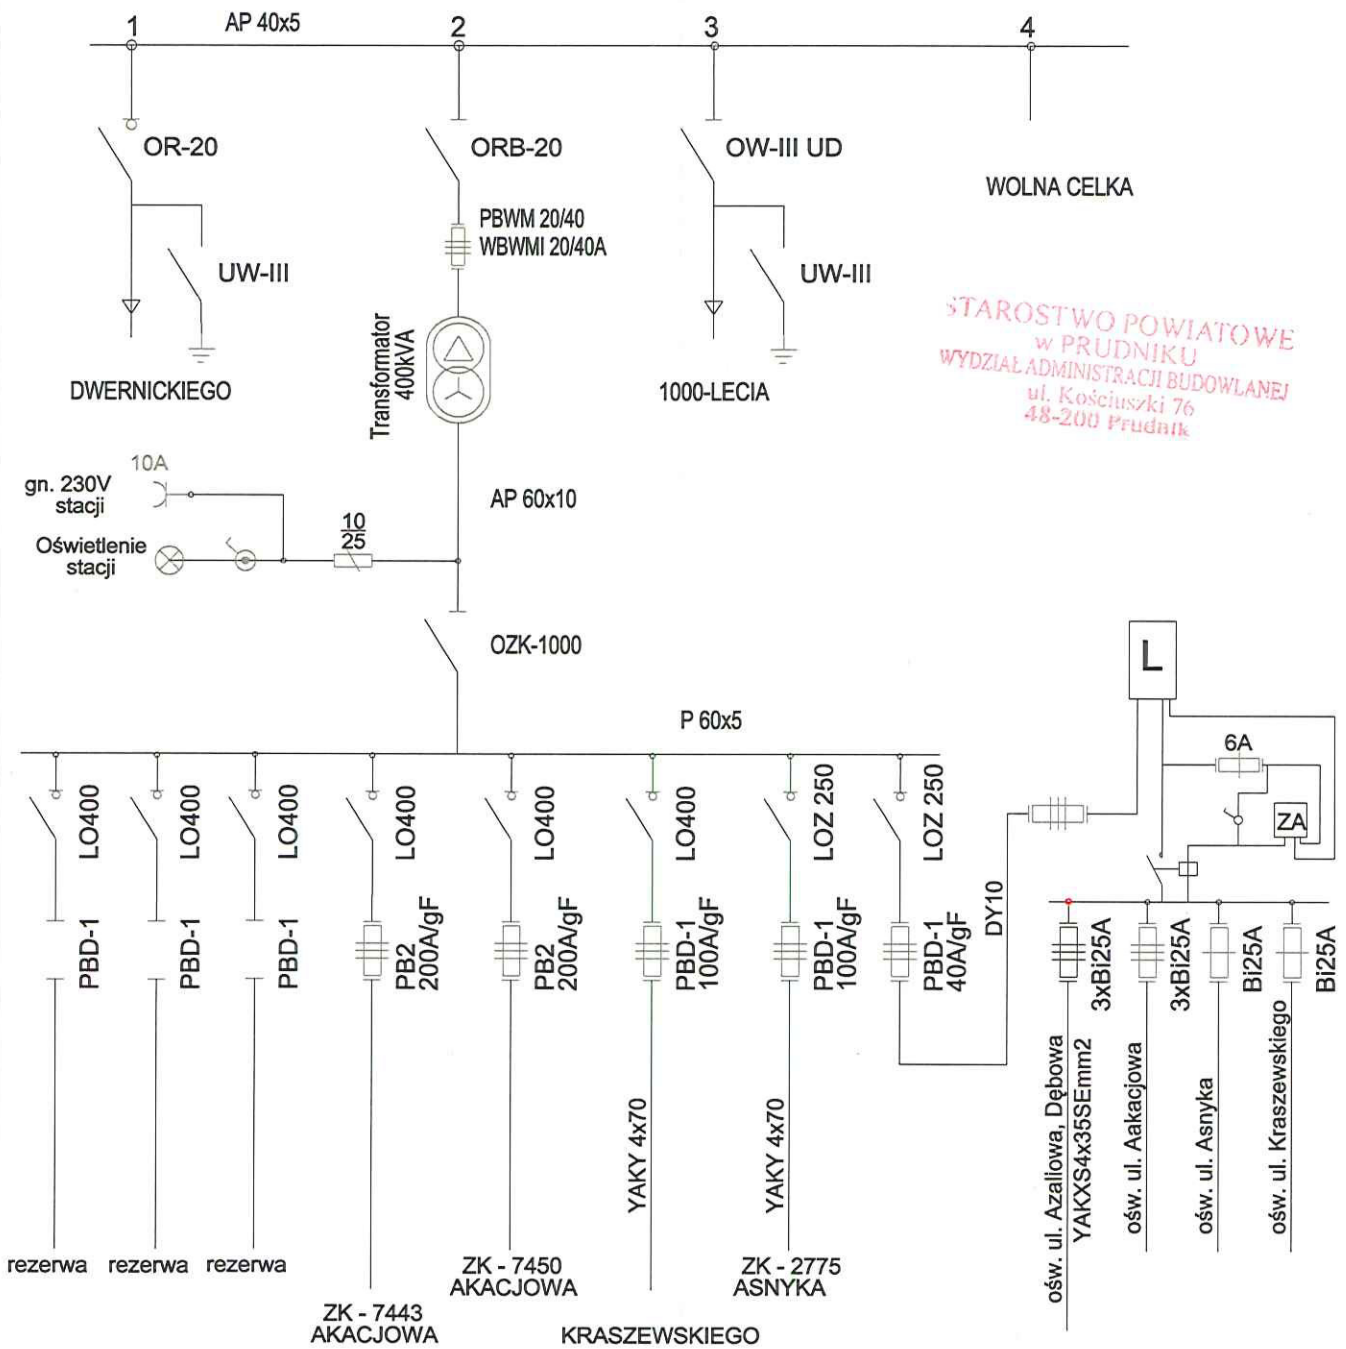 1
AP 40x5
2
3
4
OR-20
ORB-20
OW-III UD
WOLNA CELKA
PBWM 20/40
WBWMI 20/40A
UW-III
UW-III
Transformator
400kVA
DWERNICKIEGO
1000-LECIA
STAROSTWO POWIATOWE
w PRUDNIKU
WYDZIAŁ ADMINISTRACJI BUDOWLANEJ
ul. Kościuszki 76
48-200 Prudnik
10A
gn. 230V
stacji
AP 60x10
10
25
Oświetlenie
stacji
OZK-1000
L
P 60x5
6A
ZA
LO400
LO400
LO400
LO400
LO400
LO400
LOZ 250
LOZ 250
DY10
PBD-1
PBD-1
PBD-1
PB2
200A/gF
PB2
200A/gF
PBD-1
100A/gF
PBD-1
100A/gF
PBD-1
40A/gF
3xBi25A
3xBi25A
Bi25A
Bi25A
YAKY 4x70
YAKY 4x70
ośw. ul. Azaliowa, Dębowa
YAKXS4x35SEmm2
ośw. ul. Aakacjowa
ośw. ul. Asnyka
ośw. ul. Kraszewskiego
rezerwa
rezerwa
rezerwa
ZK - 7443
AKACJOWA
ZK - 7450
AKACJOWA
KRASZEWSKIEGO
ZK - 2775
ASNYKA